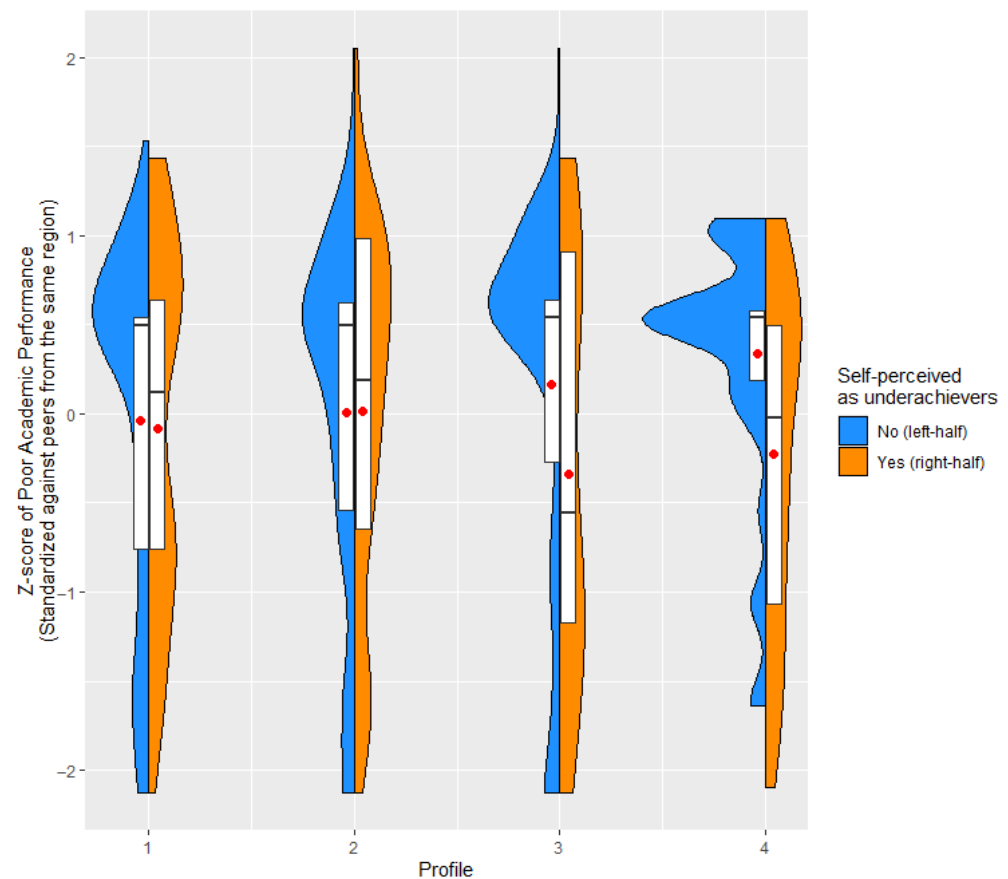 Z-score of Poor Academic Performance
(Standardized against peers from the same region)
2
1
0
−1
−2
1
2
3
4
Profile
Self-perceived
as underachievers
No (left-half)
Yes (right-half)